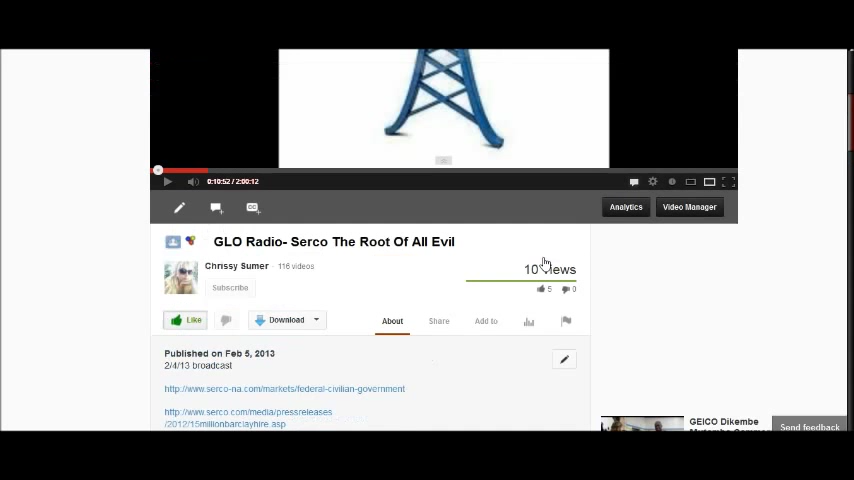 0:10:52 / 2:00:12
Analytics
Video Manager
GLO Radio- Serco The Root Of All Evil
Chrissy Sumer · 116 videos
Subscribe
10 views
5 0
Like
Download
About
Share
Add to
Published on Feb 5, 2013
2/4/13 broadcast
http://www.serco-na.com/markets/federal-civilian-government
http://www.serco.com/media/pressreleases
/2012/15millionbarclayhire.asp
GEICO Dikembe
Send feedback